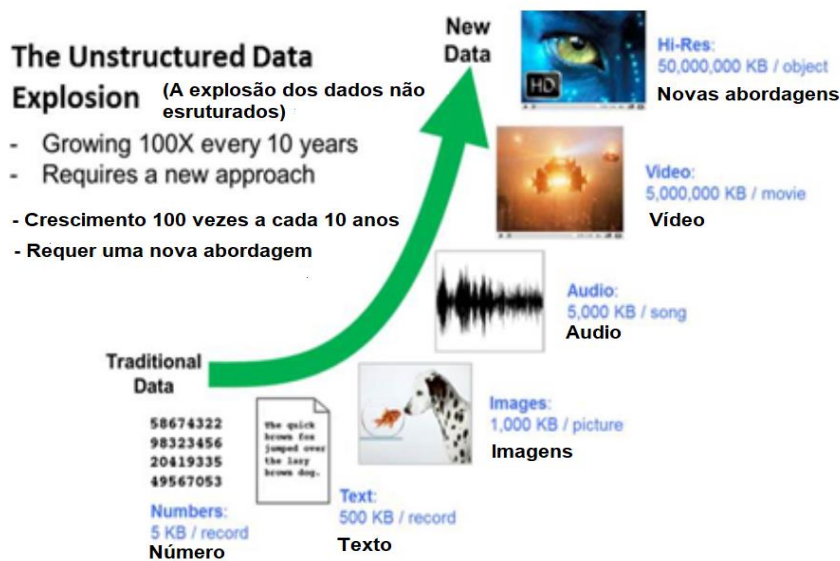 The Unstructured Data
Explosion
(A explosão dos dados não
esruturados)
- Growing 100X every 10 years
- Requires a new approach
- Crescimento 100 vezes a cada 10 anos
- Requer uma nova abordagem
New
Data
HD
Hi-Res:
50,000,000 KB / object
Novas abordagens
Video:
5,000,000 KB / movie
Vídeo
Audio:
5,000 KB / song
Audio
Images:
1,000 KB / picture
Imagens
Traditional
Data
58674322
98323456
20419335
49567053
Numbers:
5 KB / record
Número
The quick
brown fox
jumped over
the lazy
brown dog.
Text:
500 KB / record
Texto